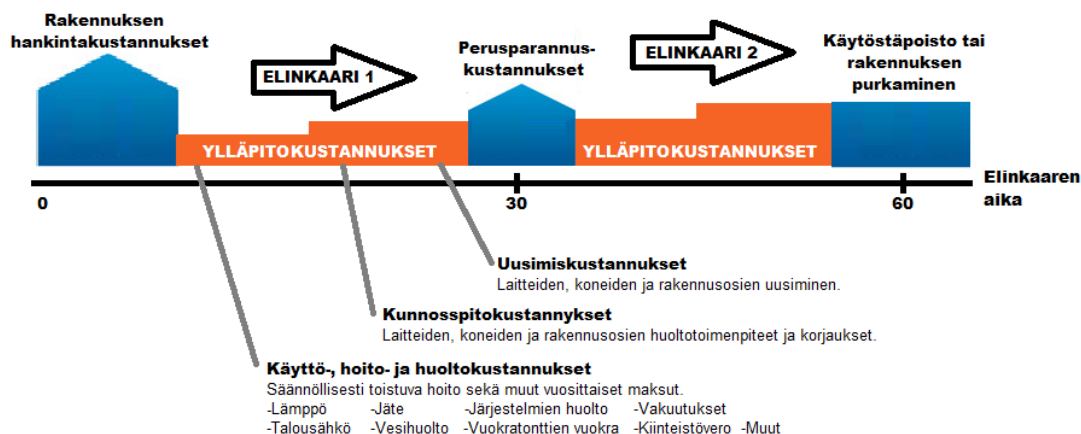 Rakennuksen
hankintakustannukset
ELINKAARI 1
Perusparannus-
kustannukset
ELINKAARI 2
Käytöstäpoisto tai
rakennuksen
purkaminen
YLLÄPITOKUSTANNUKSET
YLLÄPITOKUSTANNUKSET
Elinkaaren
aika
0
30
60
Uusimiskustannukset
Laitteiden, koneiden ja rakennusosien uusiminen.
Kunnosspitokustannykset
Laitteiden, koneiden ja rakennusosien huoltotoimenpiteet ja korjaukset.
Käyttö-, hoito- ja huoltokustannukset
Säännöllisesti toistuva hoito sekä muut vuosittaiset maksut.
-Lämppö -Jäte -Järjestelmien huolto -Vakuutukset
-Talousähkö -Vesihuolto -Vuokratonttien vuokra -Kiinteistövero -Muut